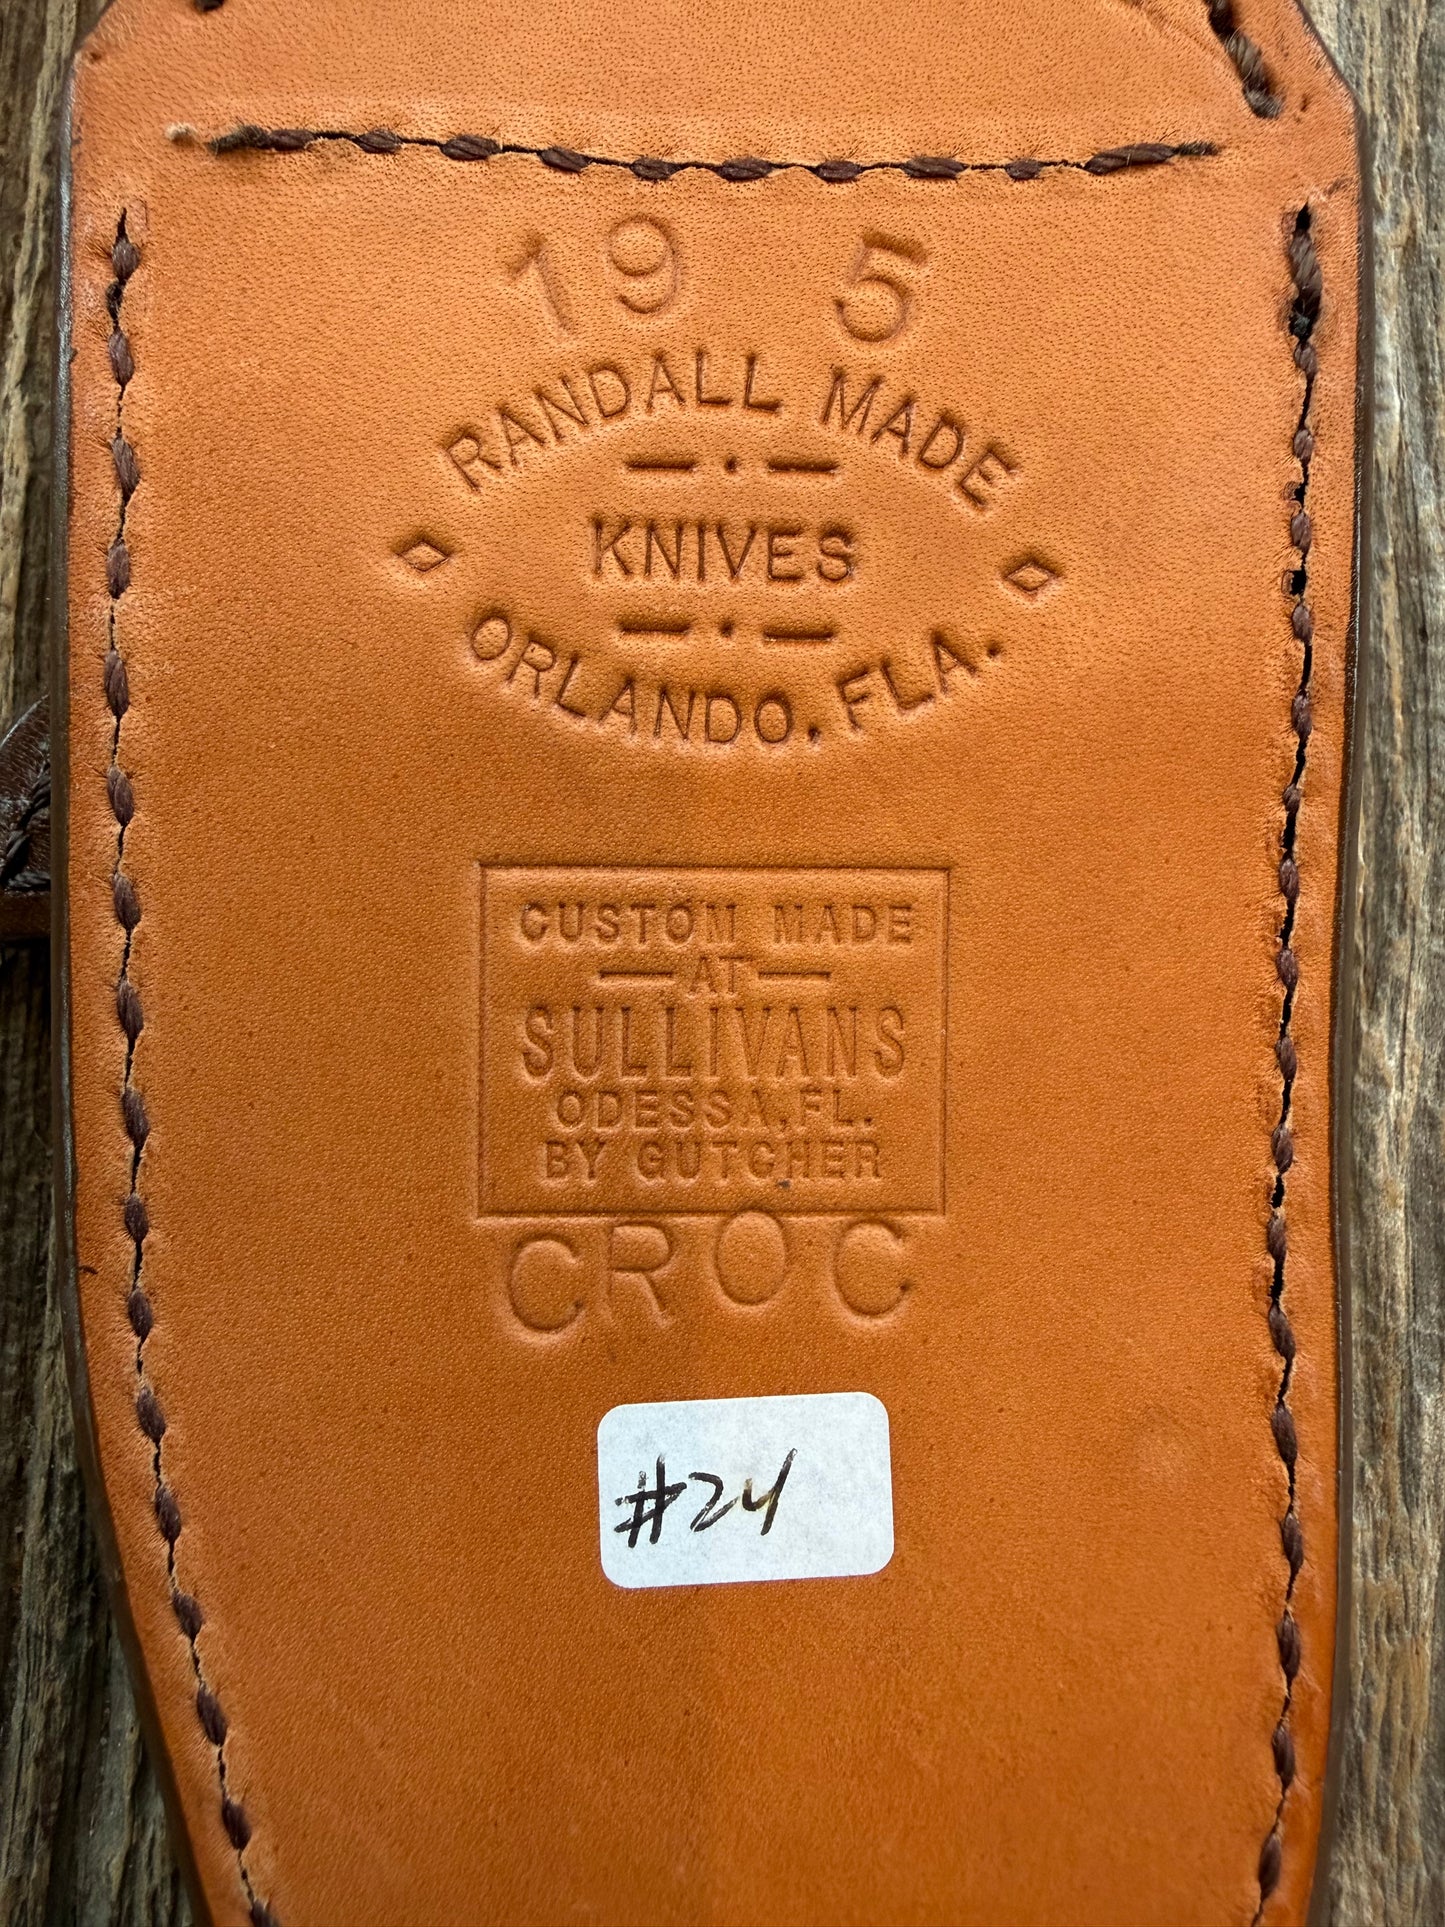 19 5
RANDALL MADE
— · —
KNIVES
— · —
ORLANDO, FLA.
CUSTOM MADE
—AT—
SULLIVANS
ODESSA, FL.
BY GUTCHER
CROC
#24